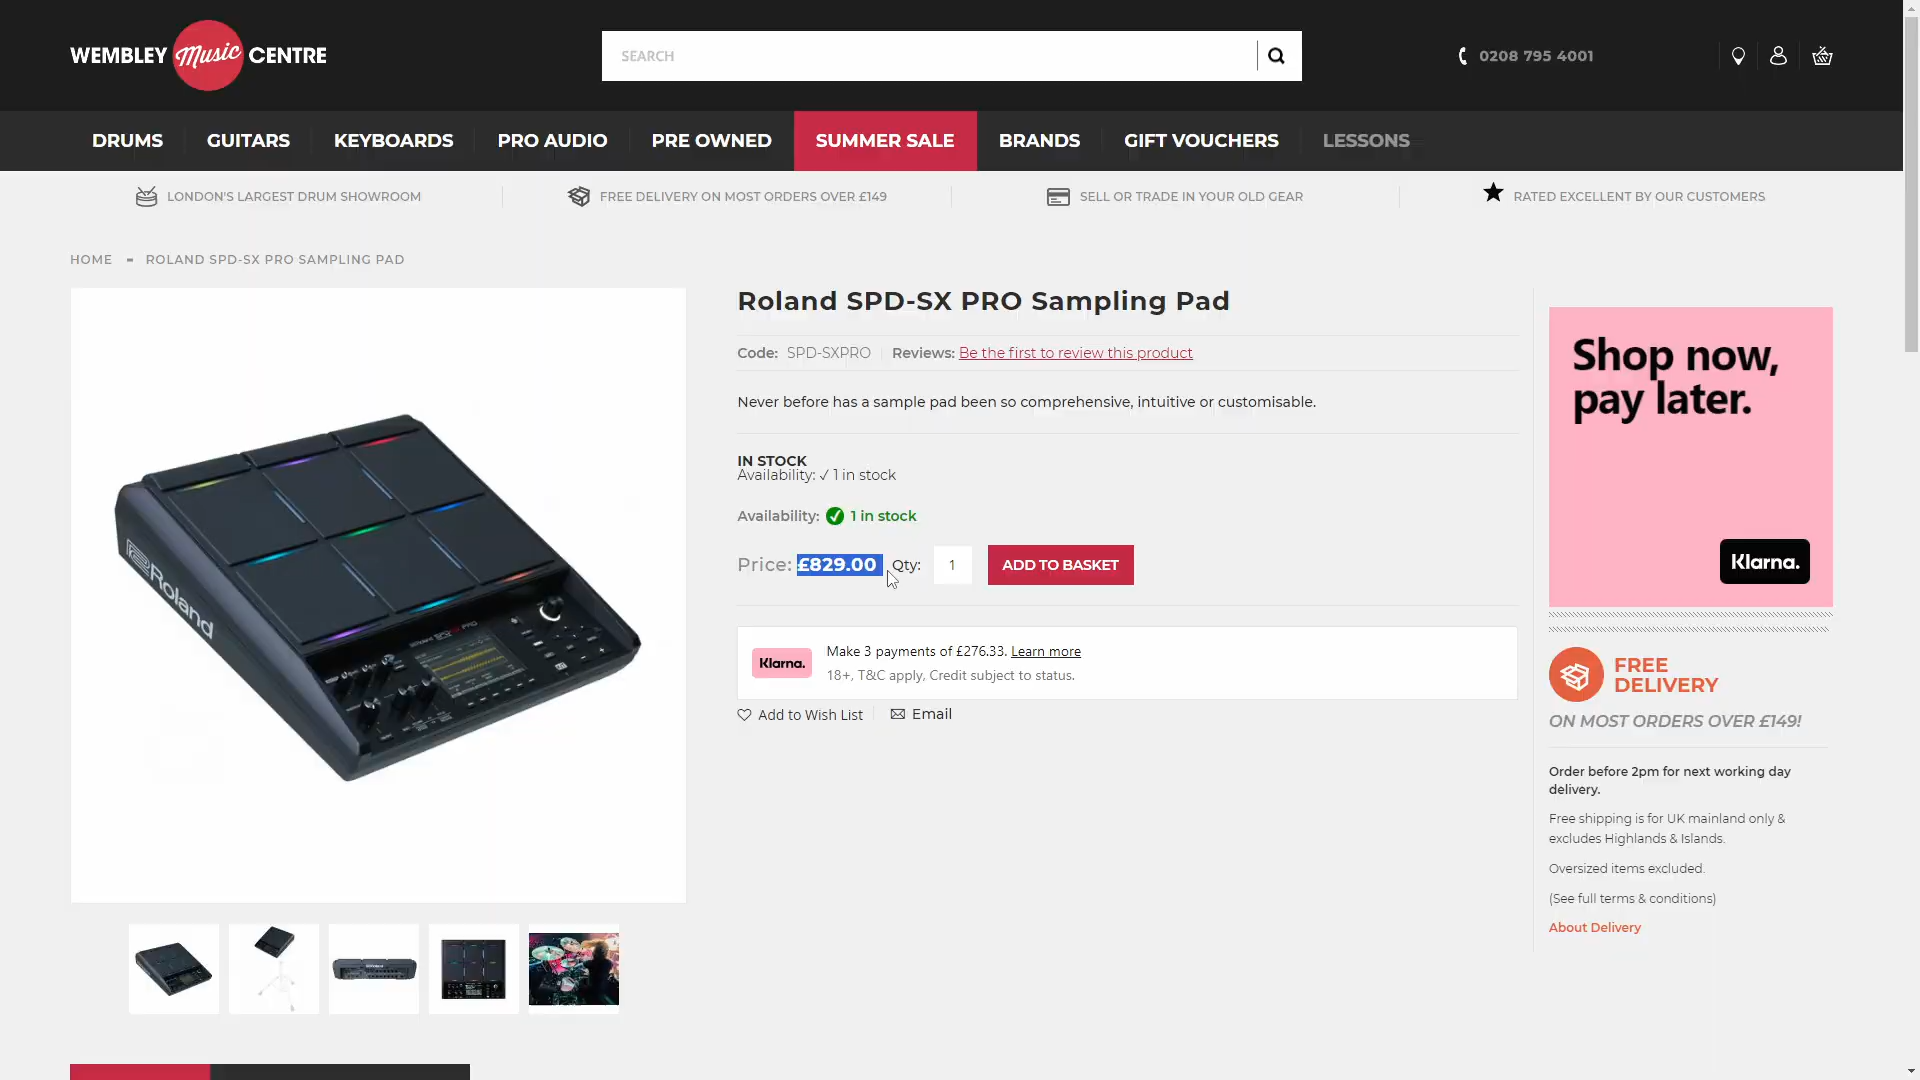 WEMBLEY Music CENTRE
SEARCH
0208 795 4001
DRUMS
GUITARS
KEYBOARDS
PRO AUDIO
PRE OWNED
SUMMER SALE
BRANDS
GIFT VOUCHERS
LESSONS
LONDON'S LARGEST DRUM SHOWROOM
FREE DELIVERY ON MOST ORDERS OVER £149
SELL OR TRADE IN YOUR OLD GEAR
RATED EXCELLENT BY OUR CUSTOMERS
HOME - ROLAND SPD-SX PRO SAMPLING PAD
Roland
Roland SPD-SX PRO Sampling Pad
Code: SPD-SXPRO Reviews: Be the first to review this product
Never before has a sample pad been so comprehensive, intuitive or customisable.
IN STOCK
Availability: ✓ 1 in stock
Availability: 1 in stock
Price: £829.00 Qty: 1 ADD TO BASKET
Klarna.
Make 3 payments of £276.33. Learn more
18+, T&C apply, Credit subject to status.
Add to Wish List
Email
Shop now,
pay later.
Klarna.
FREE
DELIVERY
ON MOST ORDERS OVER £149!
Order before 2pm for next working day
delivery.
Free shipping is for UK mainland only &
excludes Highlands & Islands.
Oversized items excluded.
(See full terms & conditions)
About Delivery